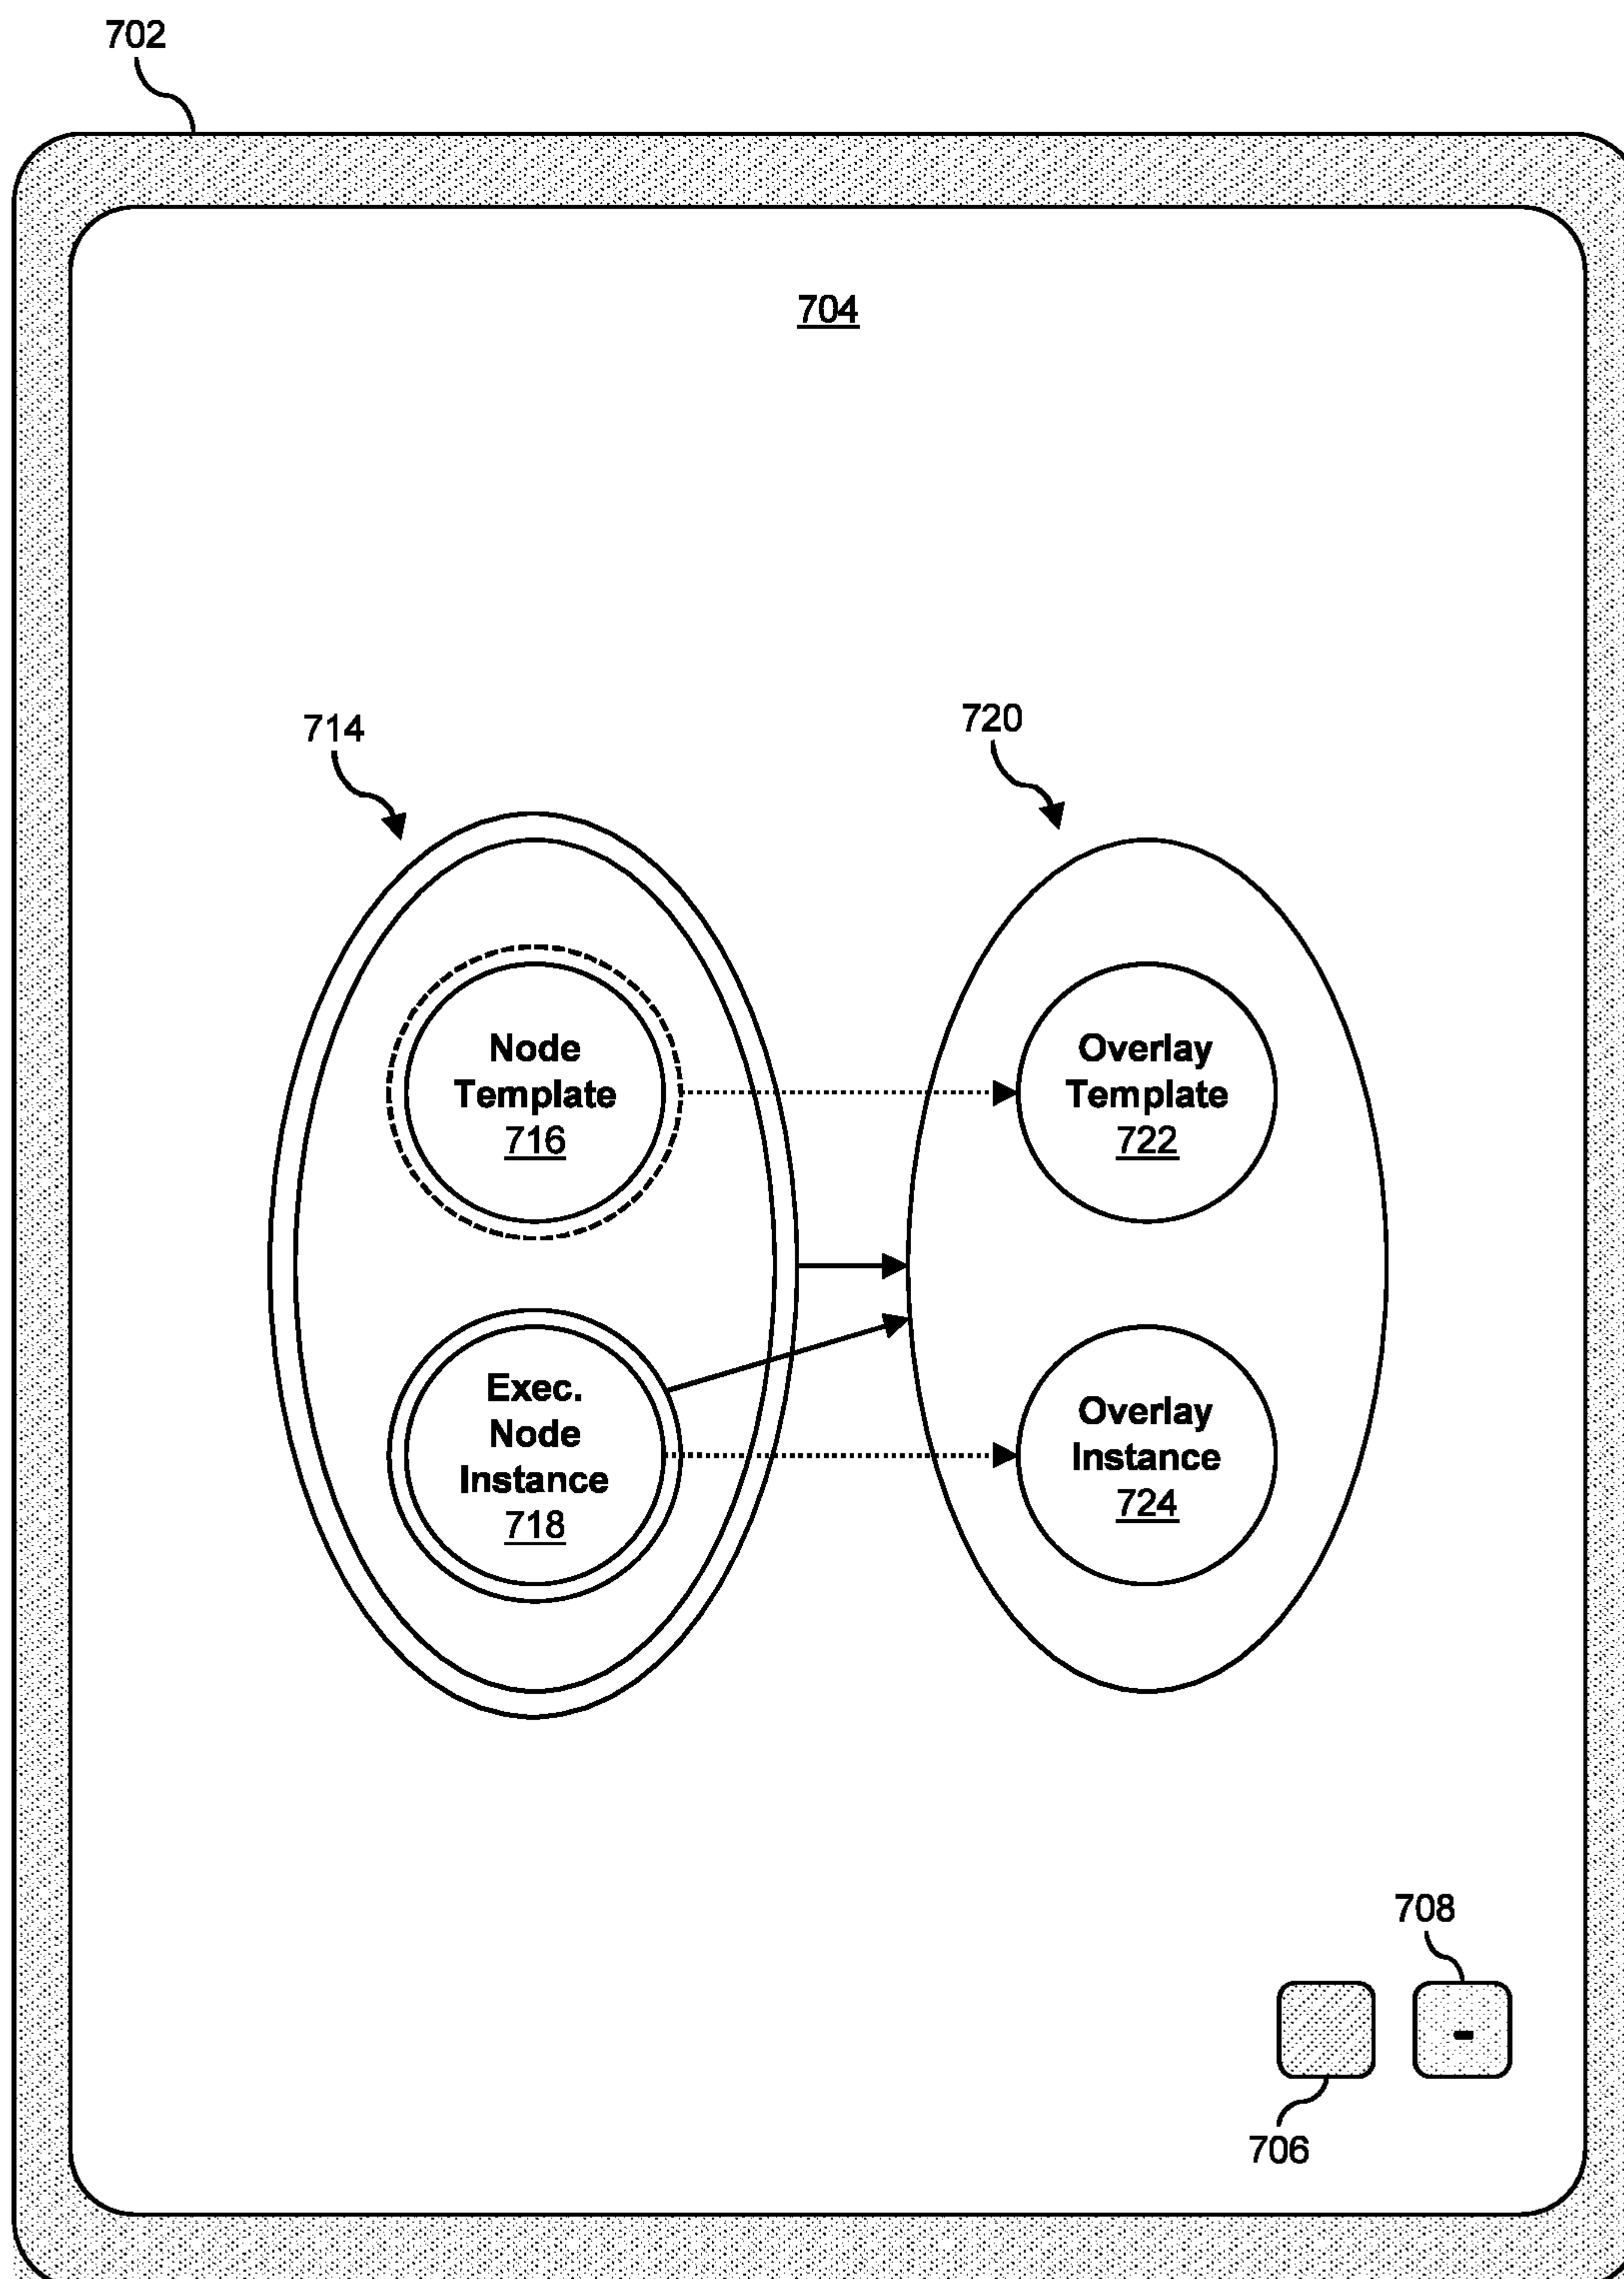 702
704
714
720
Node
Template
716
Overlay
Template
722
Exec.
Node
Instance
718
Overlay
Instance
724
708
-
706